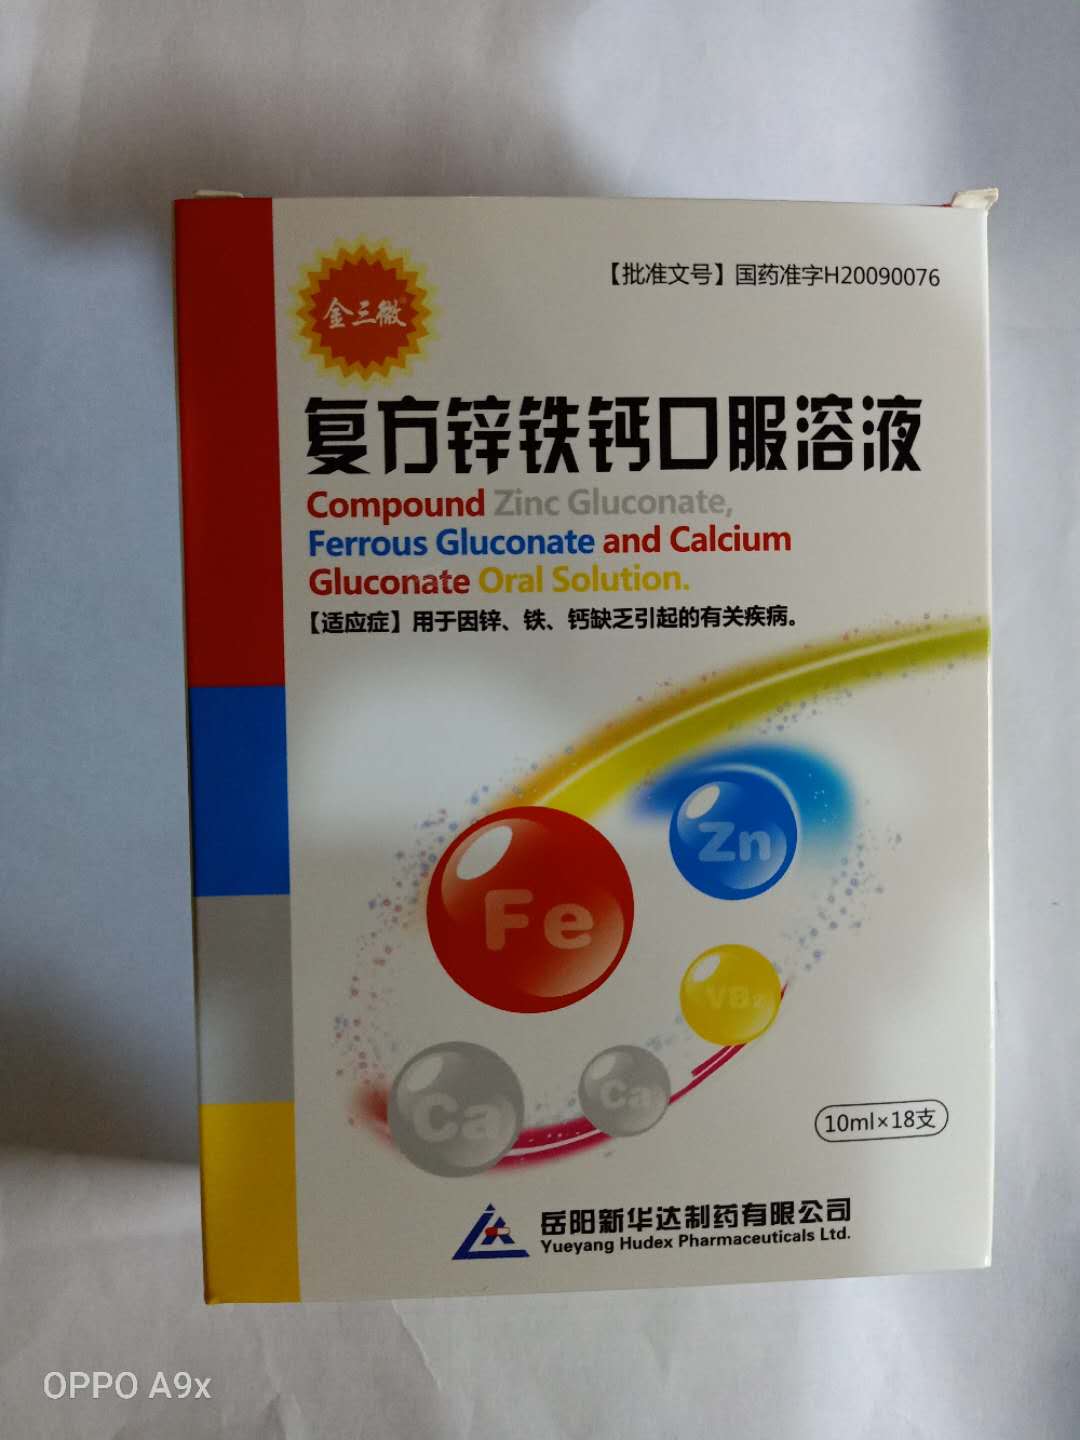 【批准文号】国药准字H20090076
金三微®
复方锌铁钙口服溶液
Compound Zinc Gluconate,
Ferrous Gluconate and Calcium
Gluconate Oral Solution.
【适应症】用于因锌、铁、钙缺乏引起的有关疾病。
Zn
Fe
VB2
Ca
Ca
10ml×18支
岳阳新华达制药有限公司
Yueyang Hudex Pharmaceuticals Ltd.
OPPO A9x